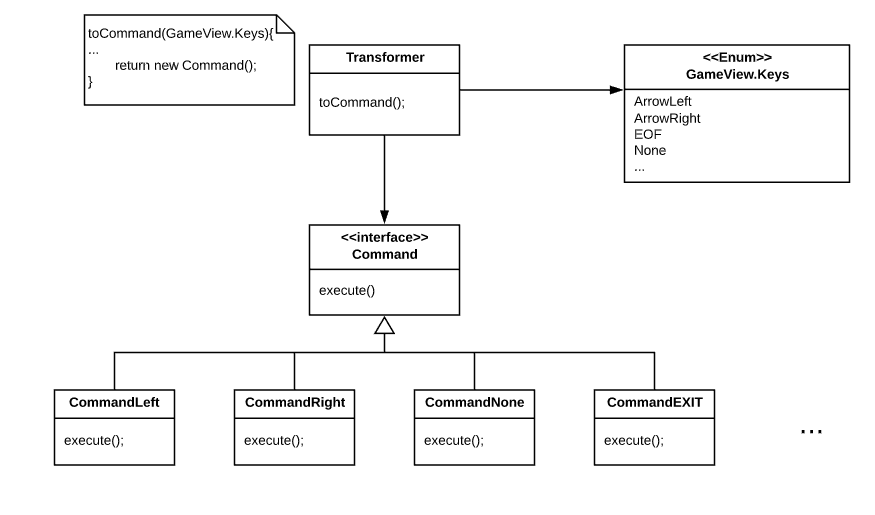 toCommand(GameView.Keys){
...
return new Command();
}
Transformer
toCommand();
<<Enum>>
GameView.Keys
ArrowLeft
ArrowRight
EOF
None
...
<<interface>>
Command
execute()
CommandLeft
execute();
CommandRight
execute();
CommandNone
execute();
CommandEXIT
execute();
...